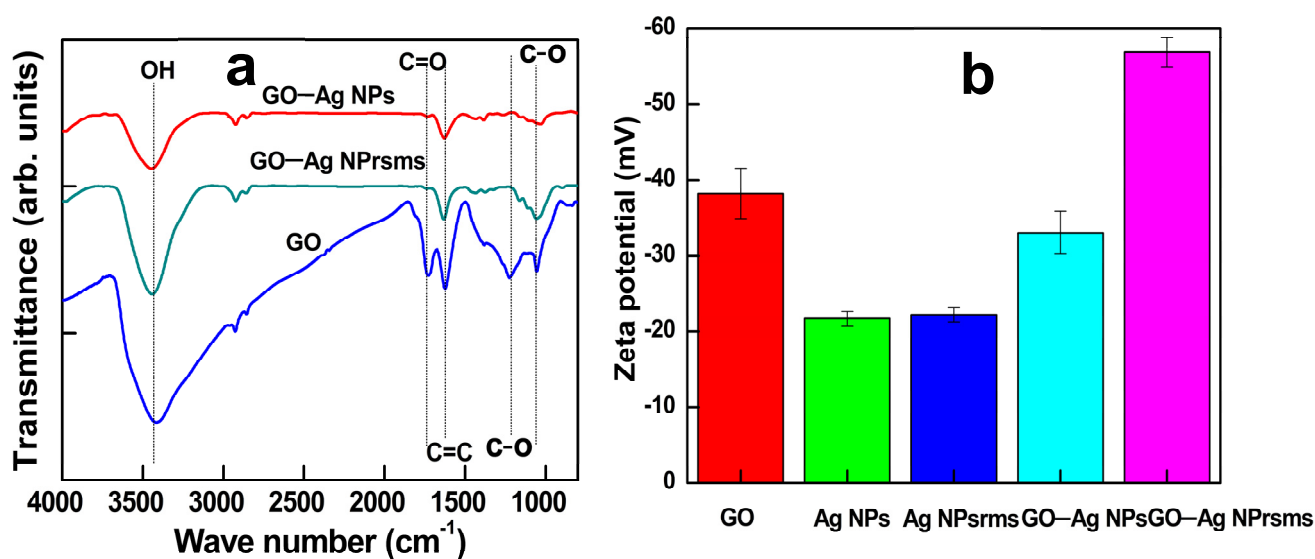 a
OH
C=O
c-o
GO–Ag NPs
GO–Ag NPrsms
GO
C=C
c-o
Transmittance (arb. units)
4000 3500 3000 2500 2000 1500 1000
Wave number (cm-1)
b
Zeta potential (mV)
-60
-50
-40
-30
-20
-10
0
GO Ag NPs Ag NPsrms GO–Ag NPs GO–Ag NPrsms